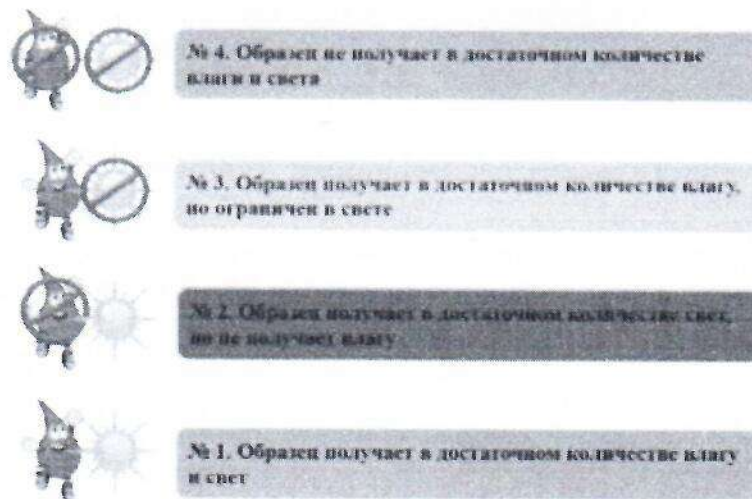 № 4. Образец не получает в достаточном количестве
влаги и света
№ 3. Образец получает в достаточном количестве влагу,
но ограничен в свете
№ 2. Образец получает в достаточном количестве свет,
но не получает влагу
№ 1. Образец получает в достаточном количестве влагу
и свет